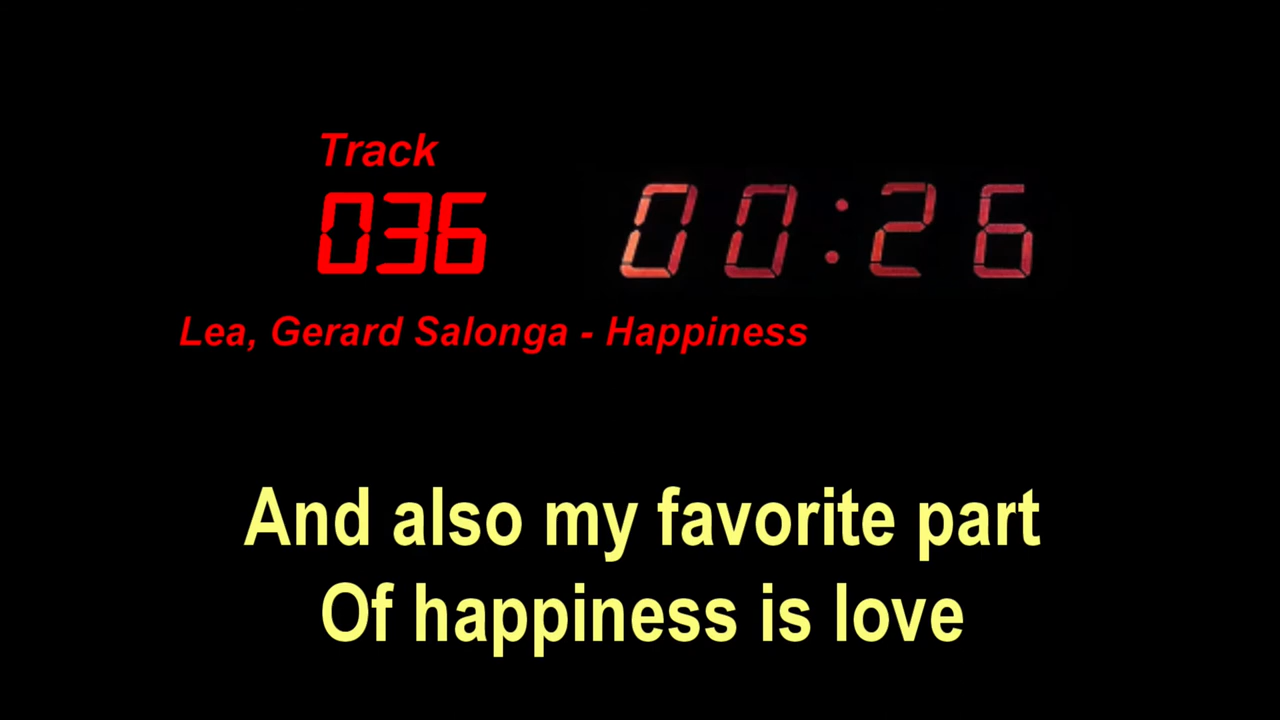 Track
036
00:26
Lea, Gerard Salonga - Happiness
And also my favorite part
Of happiness is love